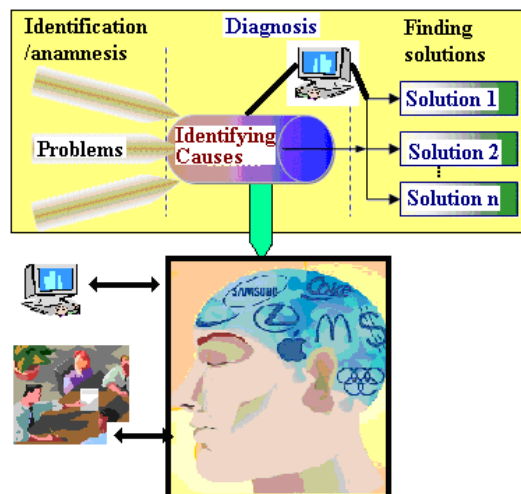 Identification
/anamnesis
Diagnosis
Finding
solutions
Problems
Identifying
Causes
Solution 1
Solution 2
Solution n
SAMSUNG
Coke